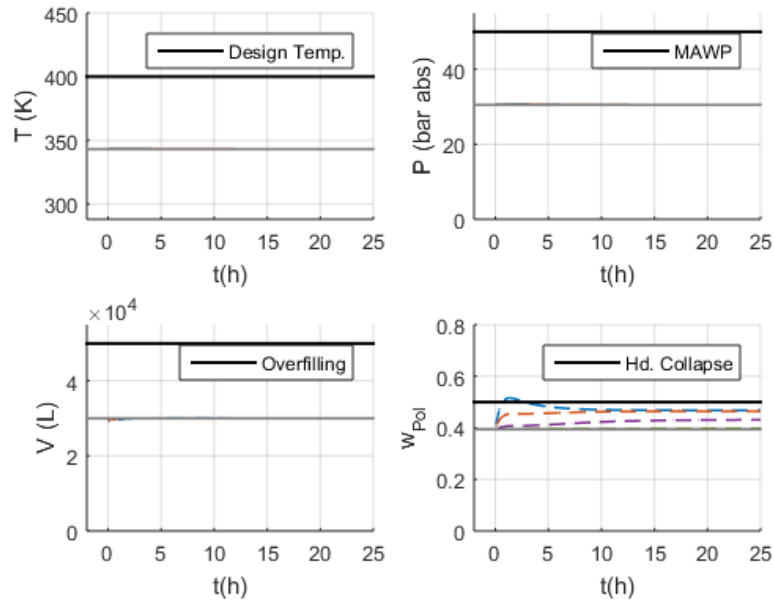 450
400
350
300
T (K)
Design Temp.
0 5 10 15 20 25
t(h)
40
20
0
P (bar abs)
MAWP
0 5 10 15 20 25
t(h)
× 10⁴
4
2
0
V (L)
Overfilling
0 5 10 15 20 25
t(h)
0.8
0.6
0.4
0.2
0
w_Pol
Hd. Collapse
0 5 10 15 20 25
t(h)